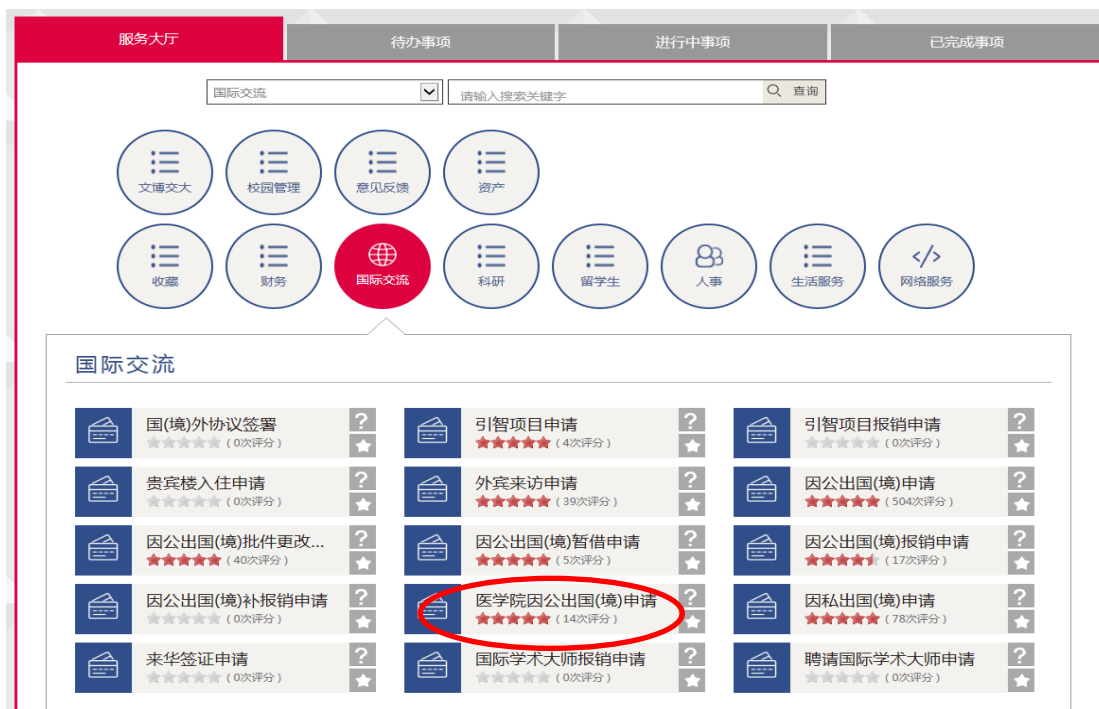 服务大厅 待办事项 进行中事项 已完成事项
国际交流 请输入搜索关键字 查询
文博交大 校园管理 意见反馈 资产
收藏 财务 国际交流 科研 留学生 人事 生活服务 网络服务
国际交流
国(境)外协议签署 ? 引智项目申请 ? 引智项目报销申请 ?
(0次评分) (4次评分) (0次评分)
贵宾楼入住申请 ? 外宾来访申请 ? 因公出国(境)申请 ?
(0次评分) (39次评分) (504次评分)
因公出国(境)批件更改... ? 因公出国(境)暂借申请 ? 因公出国(境)报销申请 ?
(40次评分) (5次评分) (17次评分)
因公出国(境)补报销申请 ? 医学院因公出国(境)申请 ? 因私出国(境)申请 ?
(0次评分) (14次评分) (78次评分)
来华签证申请 ? 国际学术大师报销申请 ? 聘请国际学术大师申请 ?
(0次评分) (0次评分) (0次评分)